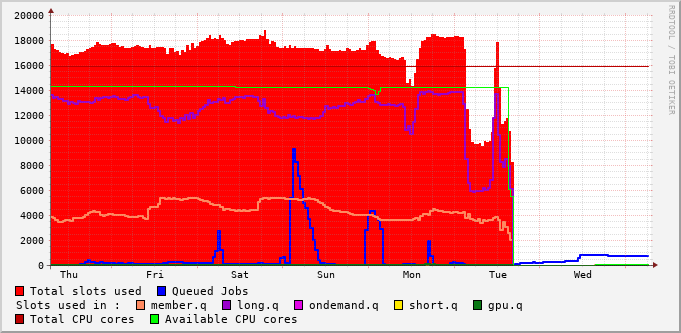 20000
18000
16000
14000
12000
10000
8000
6000
4000
2000
0
Thu Fri Sat Sun Mon Tue Wed
RRDTOOL / TOBI OETIKER
Total slots used Queued Jobs
Slots used in : member.q long.q ondemand.q short.q gpu.q
Total CPU cores Available CPU cores